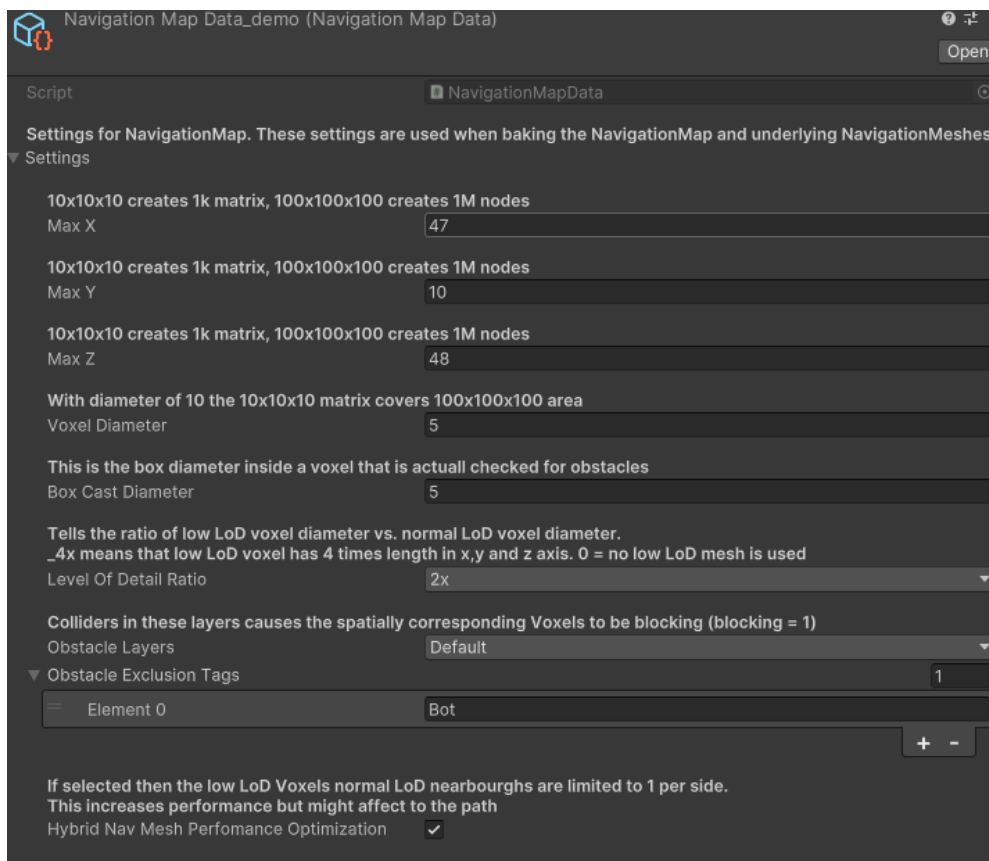 Navigation Map Data_demo (Navigation Map Data)
Open
Script NavigationMapData
Settings for NavigationMap. These settings are used when baking the NavigationMap and underlying NavigationMeshes
Settings
10x10x10 creates 1k matrix, 100x100x100 creates 1M nodes
Max X 47
10x10x10 creates 1k matrix, 100x100x100 creates 1M nodes
Max Y 10
10x10x10 creates 1k matrix, 100x100x100 creates 1M nodes
Max Z 48
With diameter of 10 the 10x10x10 matrix covers 100x100x100 area
Voxel Diameter 5
This is the box diameter inside a voxel that is actuall checked for obstacles
Box Cast Diameter 5
Tells the ratio of low LoD voxel diameter vs. normal LoD voxel diameter.
_4x means that low LoD voxel has 4 times length in x,y and z axis. 0 = no low LoD mesh is used
Level Of Detail Ratio 2x
Colliders in these layers causes the spatially corresponding Voxels to be blocking (blocking = 1)
Obstacle Layers Default
Obstacle Exclusion Tags 1
Element 0 Bot
+ -
If selected then the low LoD Voxels normal LoD nearbourghs are limited to 1 per side.
This increases performance but might affect to the path
Hybrid Nav Mesh Perfomance Optimization